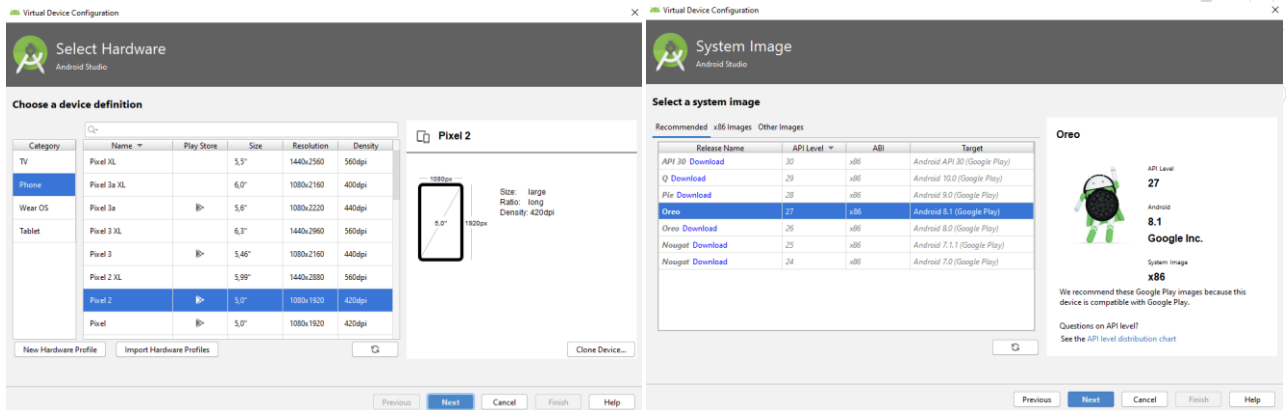 Virtual Device Configuration
Select Hardware
Android Studio
Choose a device definition
Category
TV
Phone
Wear OS
Tablet
Name Play Store Size Resolution Density
Pixel XL 5,5" 1440x2560 560dpi
Pixel 3a XL 6,0" 1080x2160 400dpi
Pixel 3a 5,6" 1080x2220 440dpi
Pixel 3 XL 6,3" 1440x2960 560dpi
Pixel 3 5,46" 1080x2160 440dpi
Pixel 2 XL 5,99" 1440x2880 560dpi
Pixel 2 5,0" 1080x1920 420dpi
Pixel 5,0" 1080x1920 420dpi
New Hardware Profile Import Hardware Profiles
Pixel 2
1080px
5.0" 1920px
Size: large
Ratio: long
Density: 420dpi
Clone Device...
Previous Next Cancel Finish Help
Virtual Device Configuration
System Image
Android Studio
Select a system image
Recommended x86 Images Other Images
Release Name API Level ABI Target
API 30 Download 30 x86 Android API 30 (Google Play)
Q Download 29 x86 Android 10.0 (Google Play)
Pie Download 28 x86 Android 9.0 (Google Play)
Oreo 27 x86 Android 8.1 (Google Play)
Oreo Download 26 x86 Android 8.0 (Google Play)
Nougat Download 25 x86 Android 7.1.1 (Google Play)
Nougat Download 24 x86 Android 7.0 (Google Play)
Oreo
API Level
27
Android
8.1
Google Inc.
System Image
x86
We recommend these Google Play images because this
device is compatible with Google Play.
Questions on API level?
See the API level distribution chart
Previous Next Cancel Finish Help